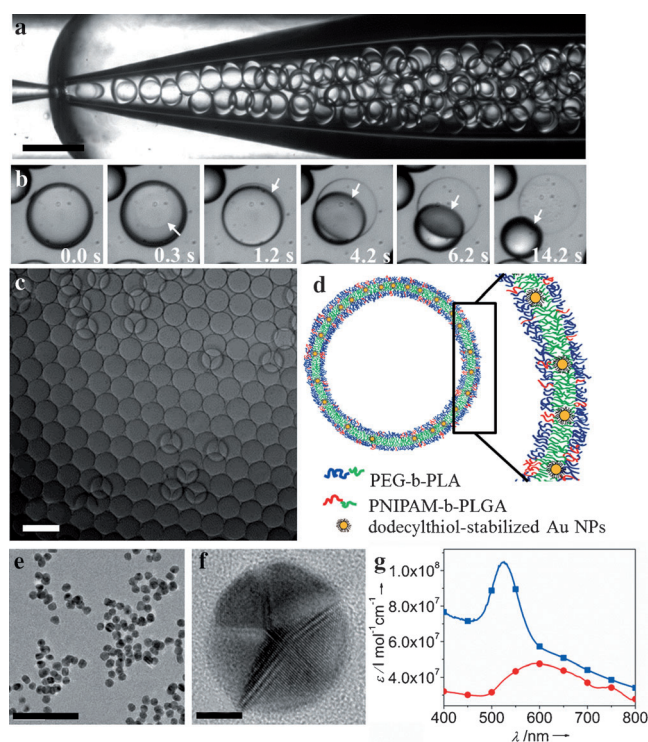 a
b
0.0 s
0.3 s
1.2 s
4.2 s
6.2 s
14.2 s
c
d
PEG-b-PLA
PNIPAM-b-PLGA
dodecylthiol-stabilized Au NPs
e
f
g
1.0x10⁸
8.0x10⁷
6.0x10⁷
4.0x10⁷
ε / l mol⁻¹ cm⁻¹ →
400 500 600 700 800
λ /nm →